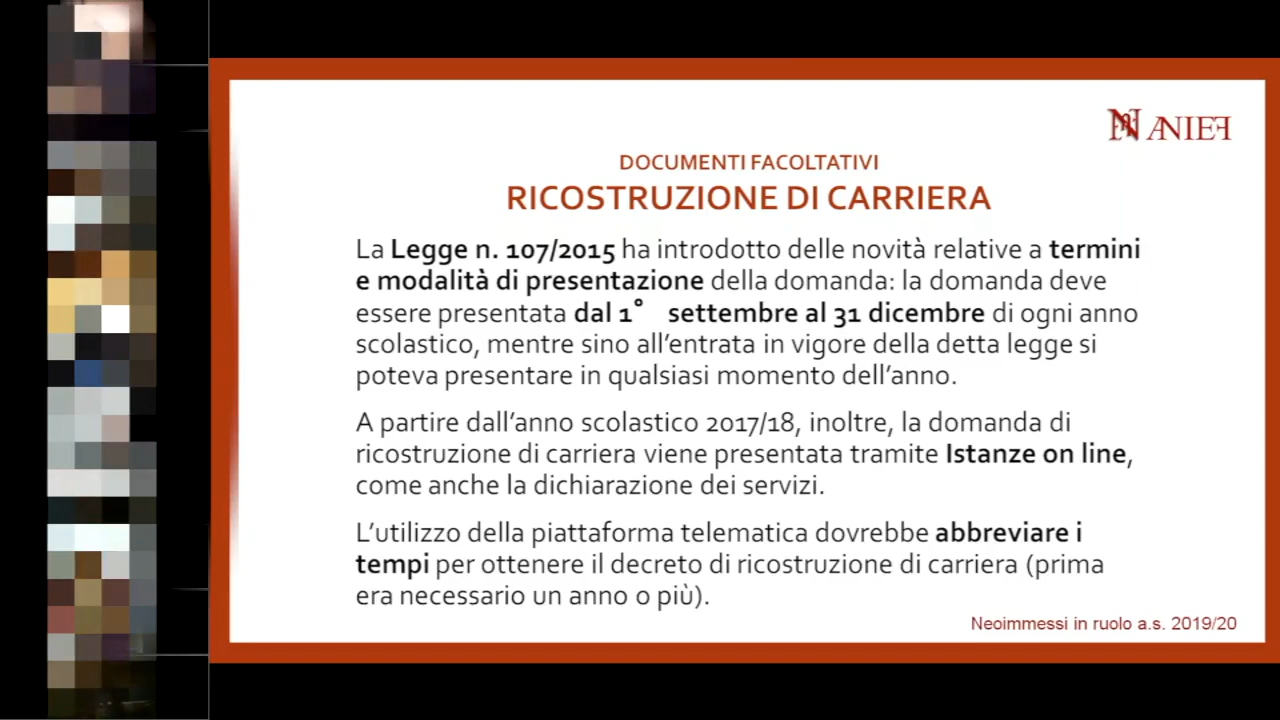 ANIEF
DOCUMENTI FACOLTATIVI
RICOSTRUZIONE DI CARRIERA
La Legge n. 107/2015 ha introdotto delle novità relative a termini
e modalità di presentazione della domanda: la domanda deve
essere presentata dal 1° settembre al 31 dicembre di ogni anno
scolastico, mentre sino all'entrata in vigore della detta legge si
poteva presentare in qualsiasi momento dell'anno.
A partire dall'anno scolastico 2017/18, inoltre, la domanda di
ricostruzione di carriera viene presentata tramite Istanze on line,
come anche la dichiarazione dei servizi.
L'utilizzo della piattaforma telematica dovrebbe abbreviare i
tempi per ottenere il decreto di ricostruzione di carriera (prima
era necessario un anno o più).
Neoimmessi in ruolo a.s. 2019/20